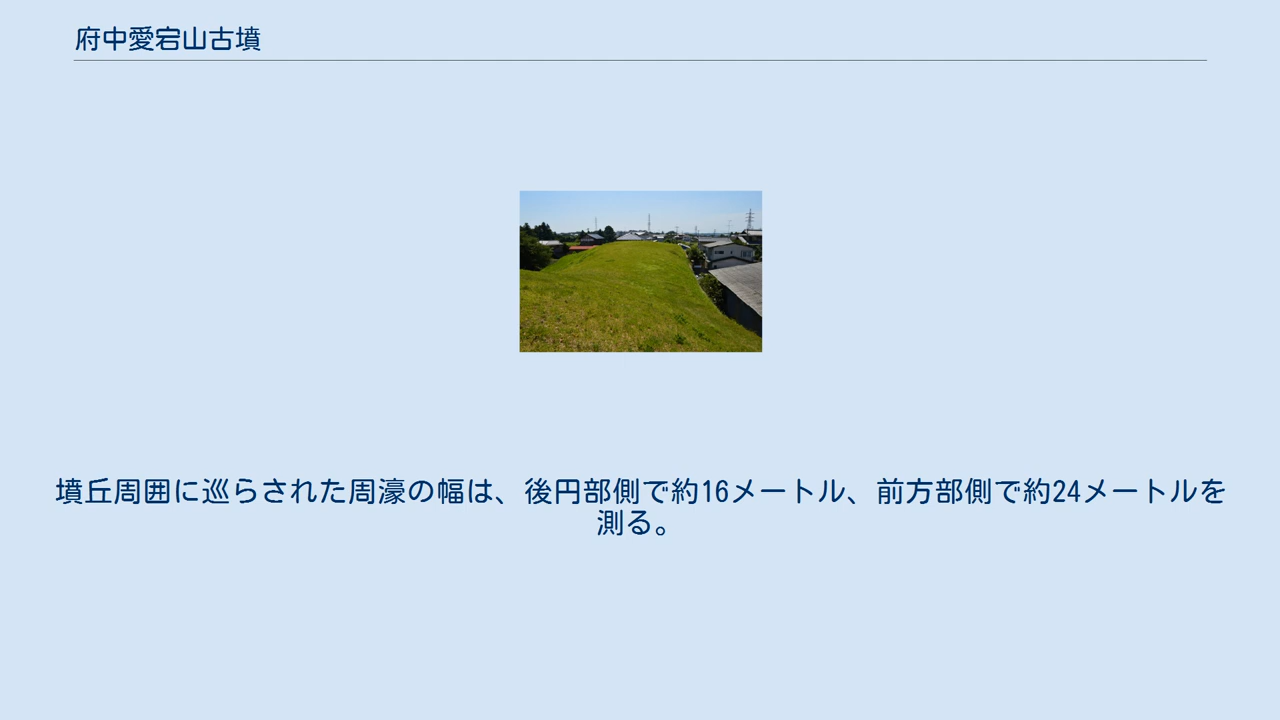 府中愛宕山古墳
墳丘周囲に巡らされた周濠の幅は、後円部側で約16メートル、前方部側で約24メートルを
測る。